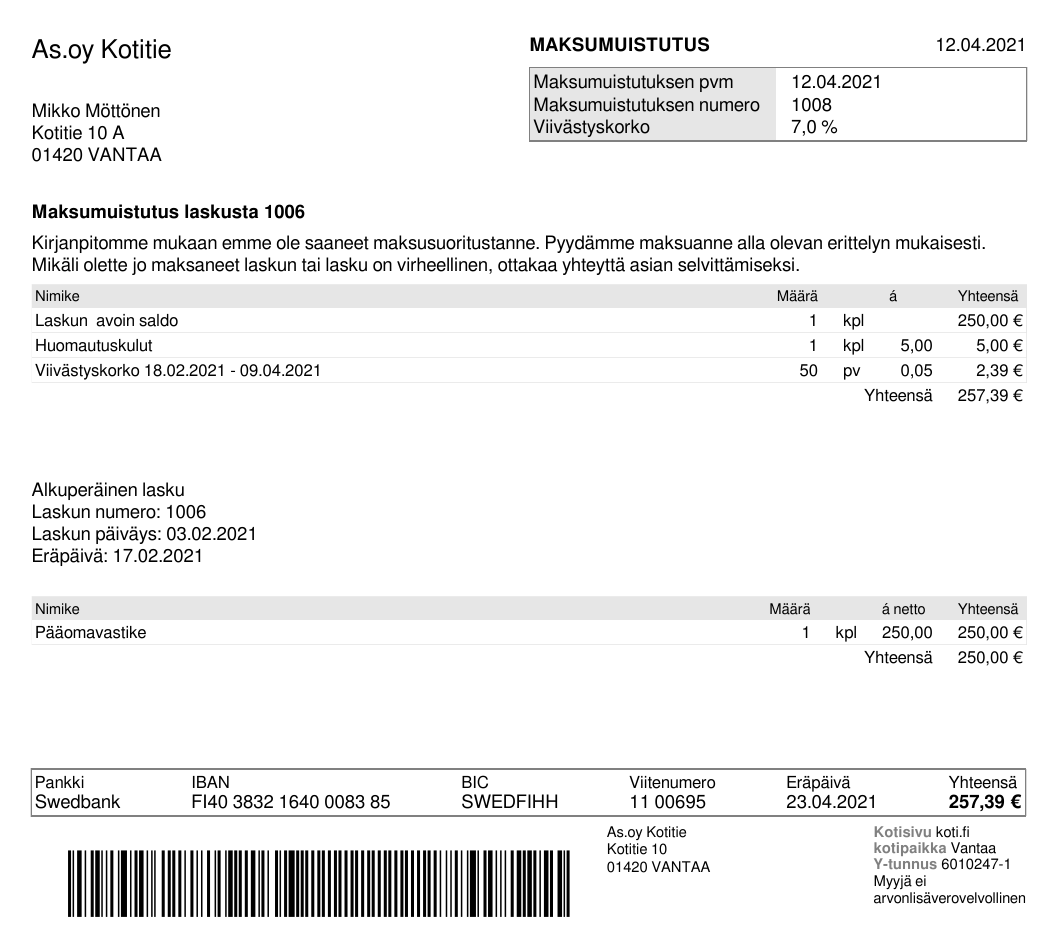 As.oy Kotitie
MAKSUMUISTUTUS 12.04.2021
Maksumuistutuksen pvm 12.04.2021
Maksumuistutuksen numero 1008
Viivästyskorko 7,0 %
Mikko Möttönen
Kotitie 10 A
01420 VANTAA
Maksumuistutus laskusta 1006
Kirjanpitomme mukaan emme ole saaneet maksusuoritustanne. Pyydämme maksuanne alla olevan erittelyn mukaisesti.
Mikäli olette jo maksaneet laskun tai lasku on virheellinen, ottakaa yhteyttä asian selvittämiseksi.
Nimike Määrä á Yhteensä
Laskun  avoin saldo 1 kpl 250,00 €
Huomautuskulut 1 kpl 5,00 5,00 €
Viivästyskorko 18.02.2021 - 09.04.2021 50 pv 0,05 2,39 €
Yhteensä 257,39 €
Alkuperäinen lasku
Laskun numero: 1006
Laskun päiväys: 03.02.2021
Eräpäivä: 17.02.2021
Nimike Määrä á netto Yhteensä
Pääomavastike 1 kpl 250,00 250,00 €
Yhteensä 250,00 €
Pankki IBAN BIC Viitenumero Eräpäivä Yhteensä
Swedbank FI40 3832 1640 0083 85 SWEDFIHH 11 00695 23.04.2021 257,39 €
As.oy Kotitie
Kotitie 10
01420 VANTAA
Kotisivu koti.fi
kotipaikka Vantaa
Y-tunnus 6010247-1
Myyjä ei
arvonlisäverovelvollinen